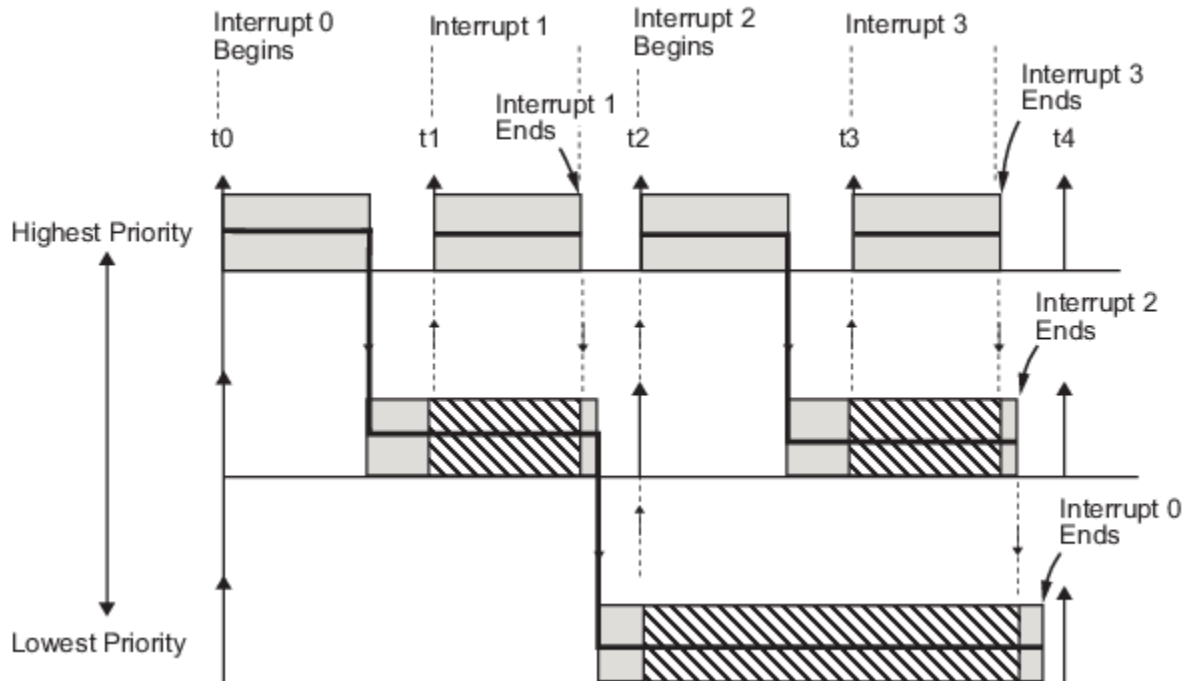 Interrupt 0
Begins
Interrupt 1
Interrupt 2
Begins
Interrupt 3
Interrupt 1
Ends
Interrupt 3
Ends
t0
t1
t2
t3
t4
Highest Priority
Interrupt 2
Ends
Interrupt 0
Ends
Lowest Priority